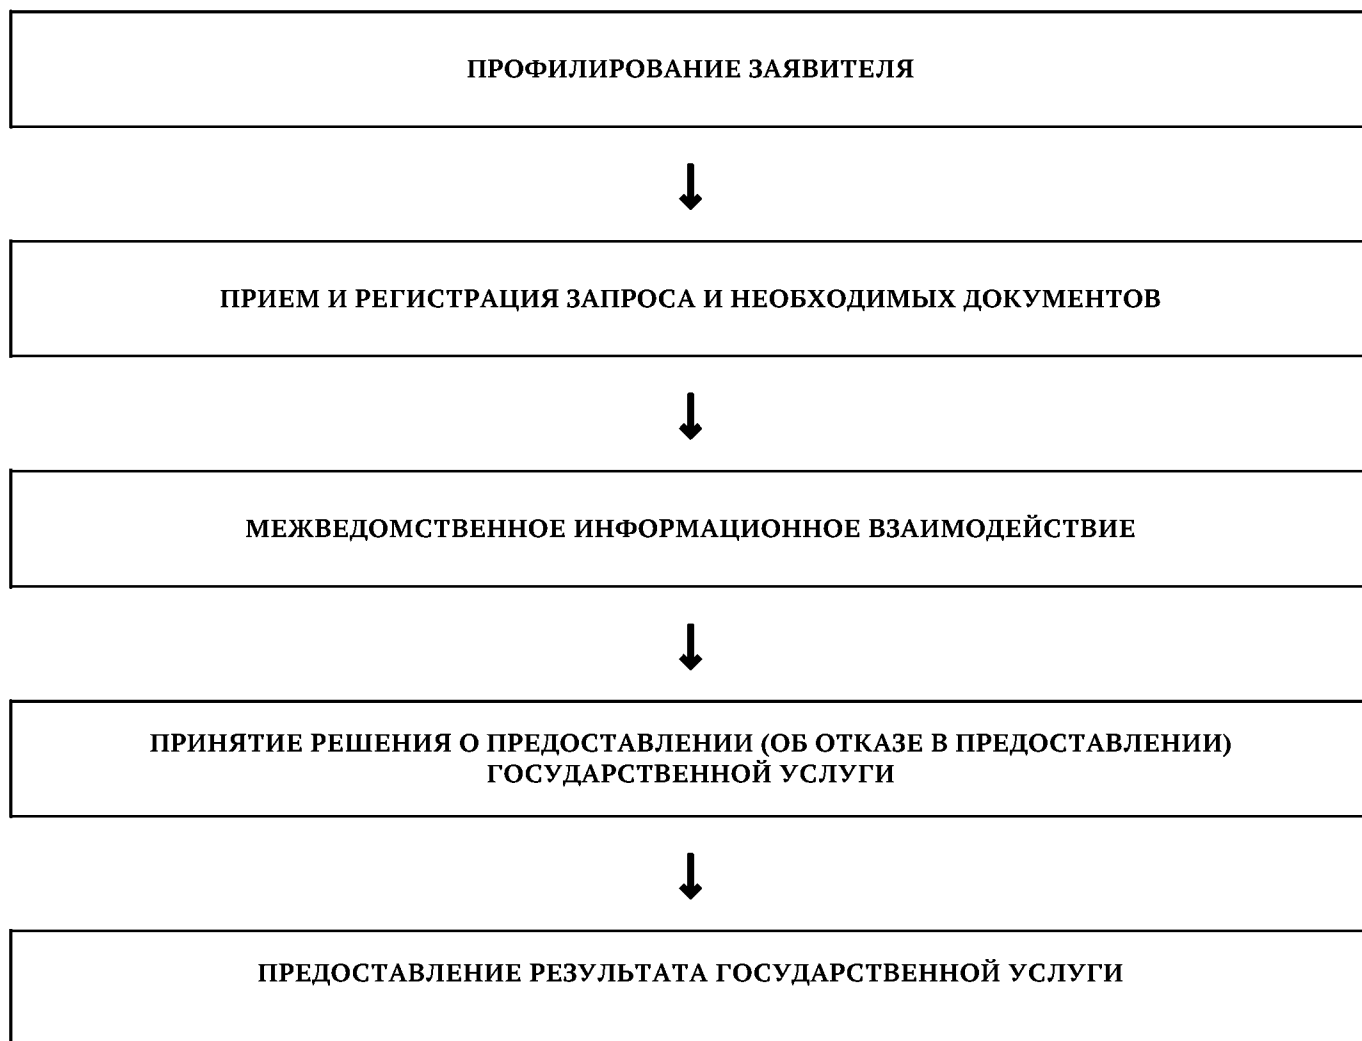 ПРОФИЛИРОВАНИЕ ЗАЯВИТЕЛЯ
ПРИЕМ И РЕГИСТРАЦИЯ ЗАПРОСА И НЕОБХОДИМЫХ ДОКУМЕНТОВ
МЕЖВЕДОМСТВЕННОЕ ИНФОРМАЦИОННОЕ ВЗАИМОДЕЙСТВИЕ
ПРИНЯТИЕ РЕШЕНИЯ О ПРЕДОСТАВЛЕНИИ (ОБ ОТКАЗЕ В ПРЕДОСТАВЛЕНИИ)
ГОСУДАРСТВЕННОЙ УСЛУГИ
ПРЕДОСТАВЛЕНИЕ РЕЗУЛЬТАТА ГОСУДАРСТВЕННОЙ УСЛУГИ